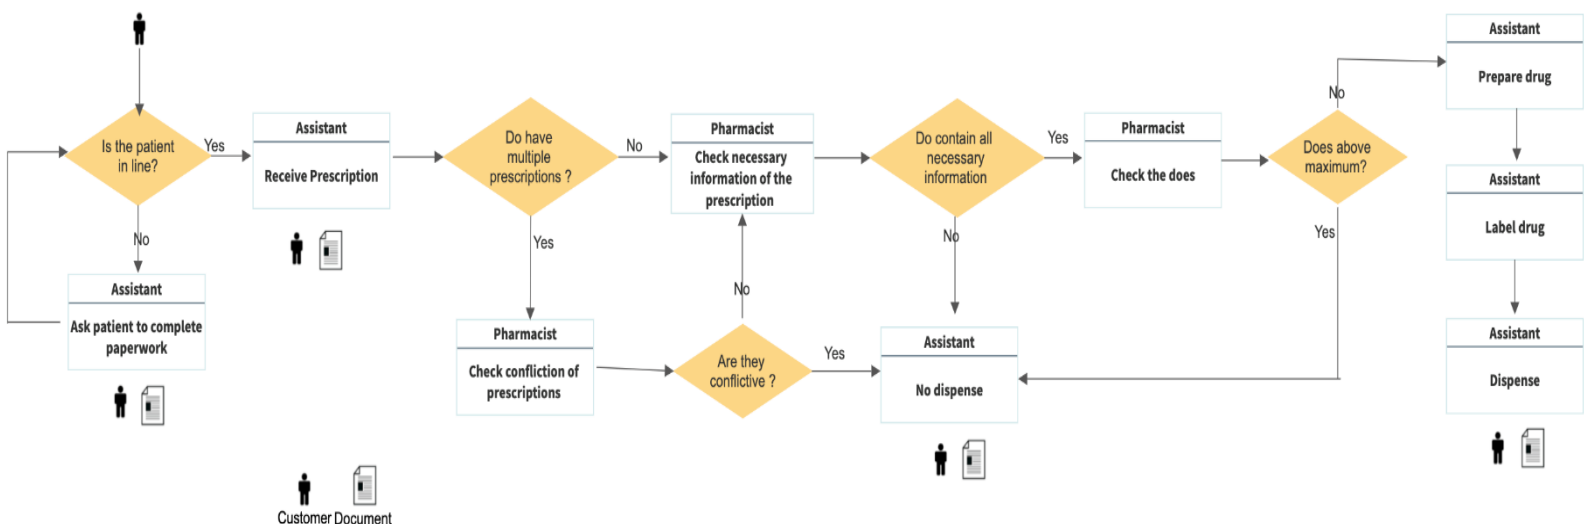 Is the patient
in line?
Yes
No
Assistant
Ask patient to complete
paperwork
Assistant
Receive Prescription
Do have
multiple
prescriptions ?
No
Yes
Pharmacist
Check confliction of
prescriptions
Are they
conflictive ?
No
Yes
Pharmacist
Check necessary
information of the
prescription
Do contain all
necessary
information
Yes
No
Assistant
No dispense
Pharmacist
Check the does
Does above
maximum?
No
Yes
Assistant
Prepare drug
Assistant
Label drug
Assistant
Dispense
Customer Document